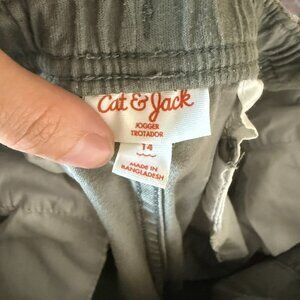 Cat & Jack
JOGGER
TROTADOR
14
MADE IN
BANGLADESH